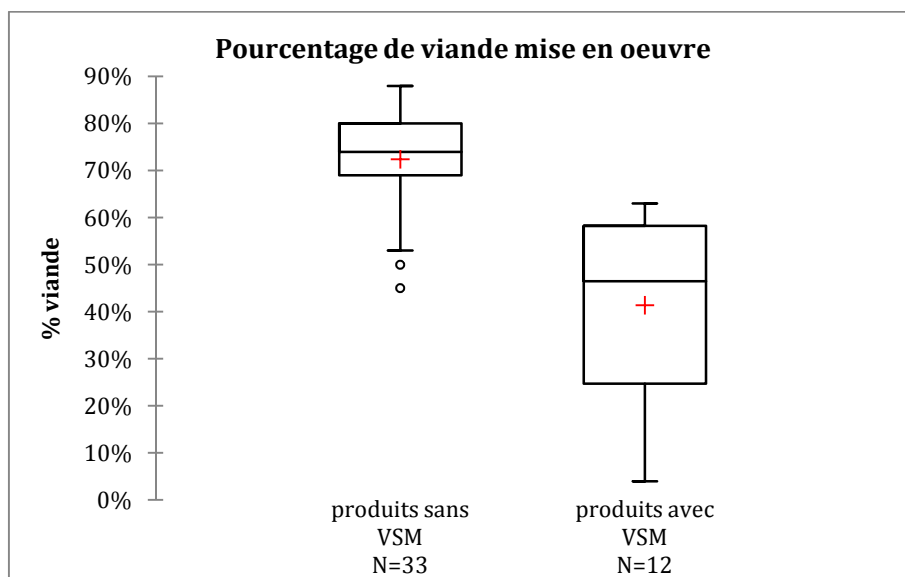 Pourcentage de viande mise en oeuvre
90%
80%
70%
60%
50%
40%
30%
20%
10%
0%
% viande
produits sans
VSM
N=33
produits avec
VSM
N=12